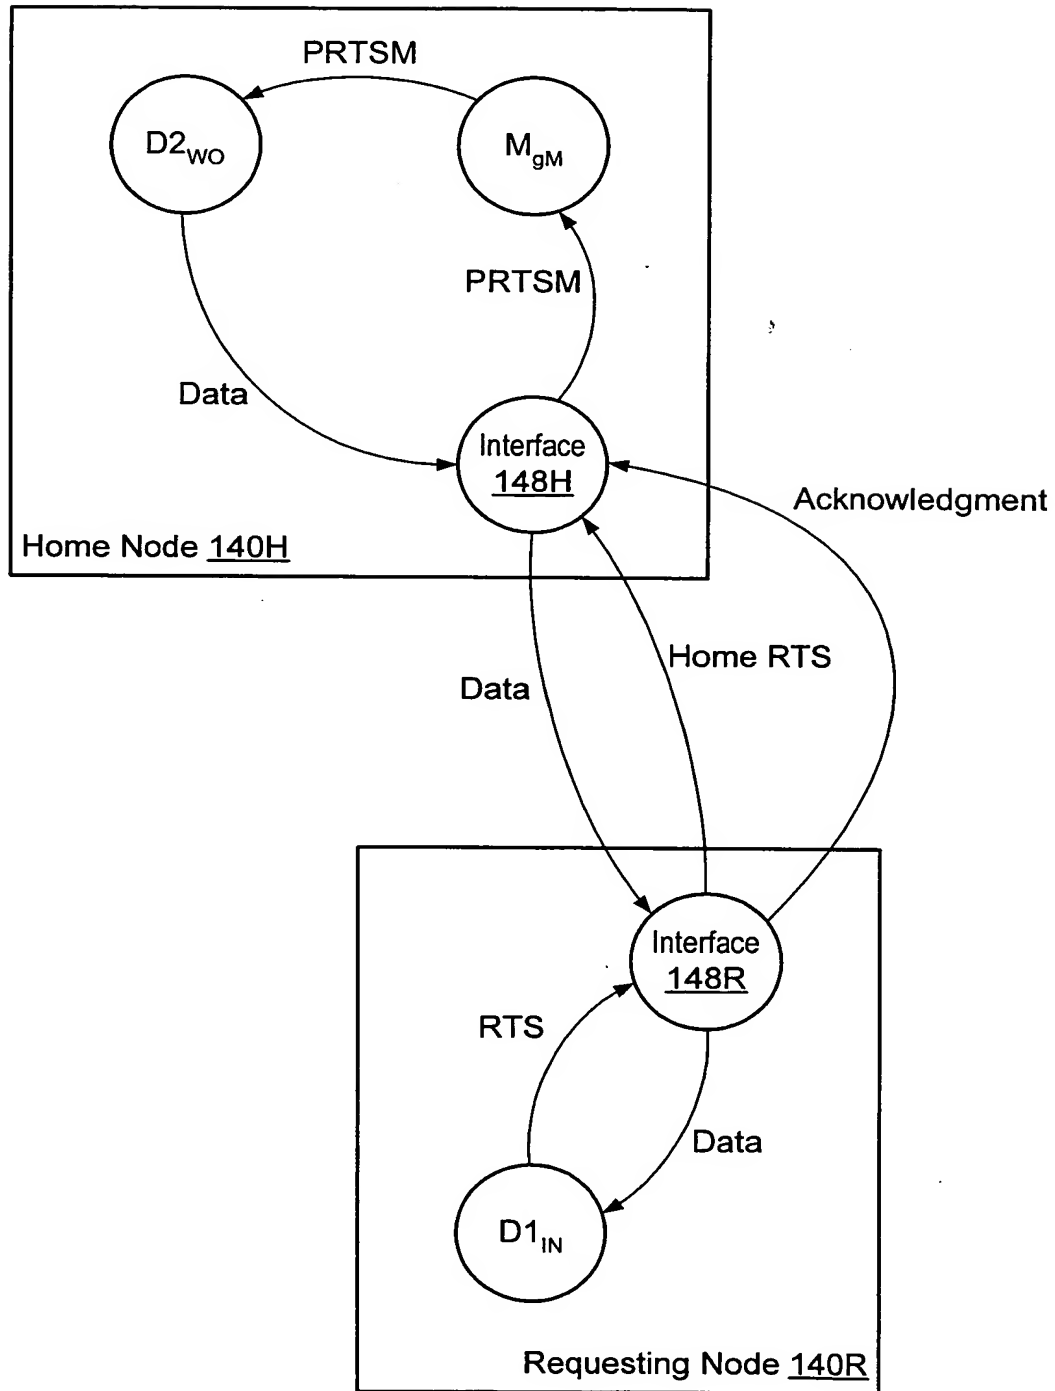 PRTSM
D2WO
MgM
PRTSM
Data
Interface
148H
Acknowledgment
Home Node 140H
Home RTS
Data
Interface
148R
RTS
Data
D1IN
Requesting Node 140R